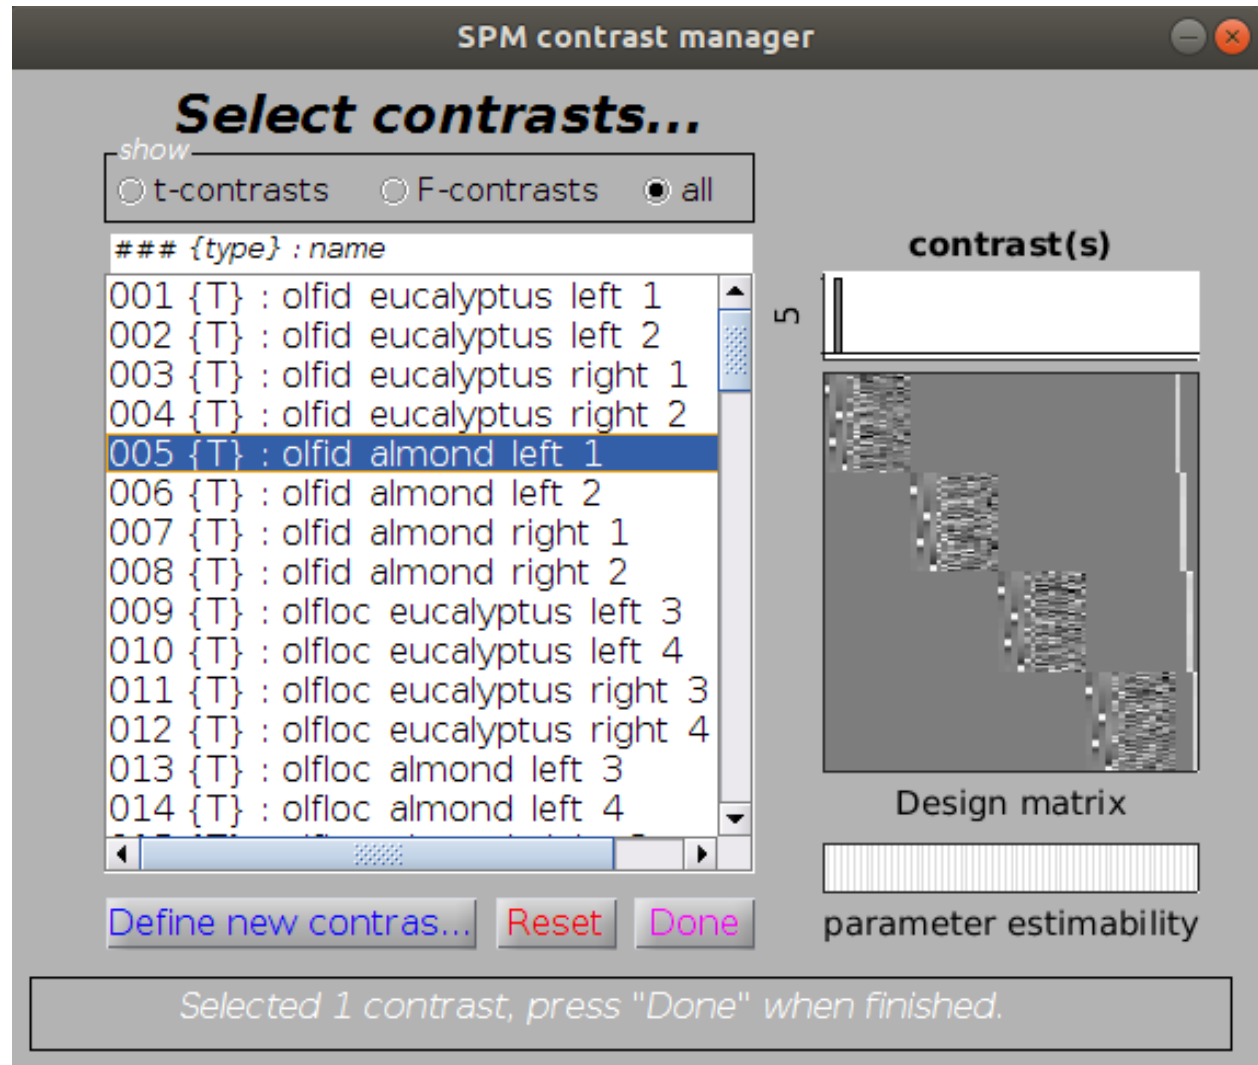 SPM contrast manager
Select contrasts...
show
t-contrasts F-contrasts all
### {type} : name
001 {T} : olfid eucalyptus left 1
002 {T} : olfid eucalyptus left 2
003 {T} : olfid eucalyptus right 1
004 {T} : olfid eucalyptus right 2
005 {T} : olfid almond left 1
006 {T} : olfid almond left 2
007 {T} : olfid almond right 1
008 {T} : olfid almond right 2
009 {T} : olfloc eucalyptus left 3
010 {T} : olfloc eucalyptus left 4
011 {T} : olfloc eucalyptus right 3
012 {T} : olfloc eucalyptus right 4
013 {T} : olfloc almond left 3
014 {T} : olfloc almond left 4
Define new contras... Reset Done
contrast(s)
5
Design matrix
parameter estimability
Selected 1 contrast, press "Done" when finished.